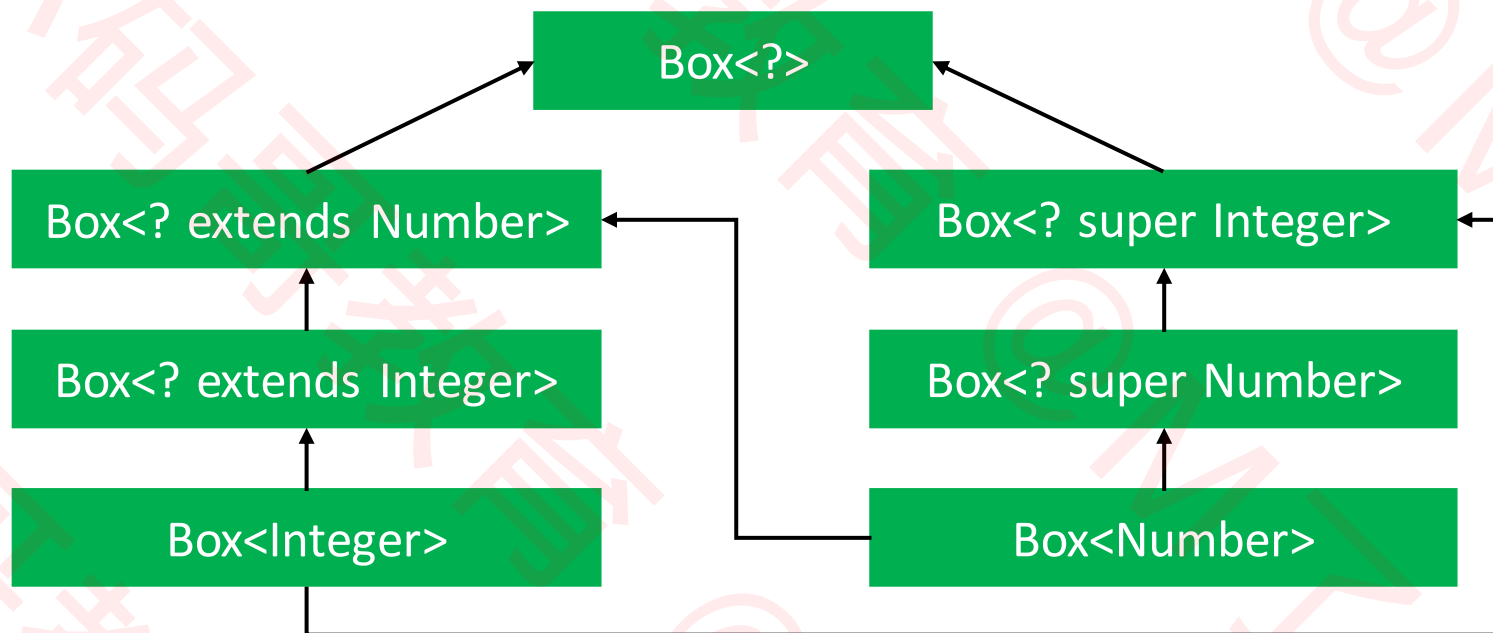 Box<?>
Box<? extends Number>
Box<? super Integer>
Box<? extends Integer>
Box<? super Number>
Box<Integer>
Box<Number>